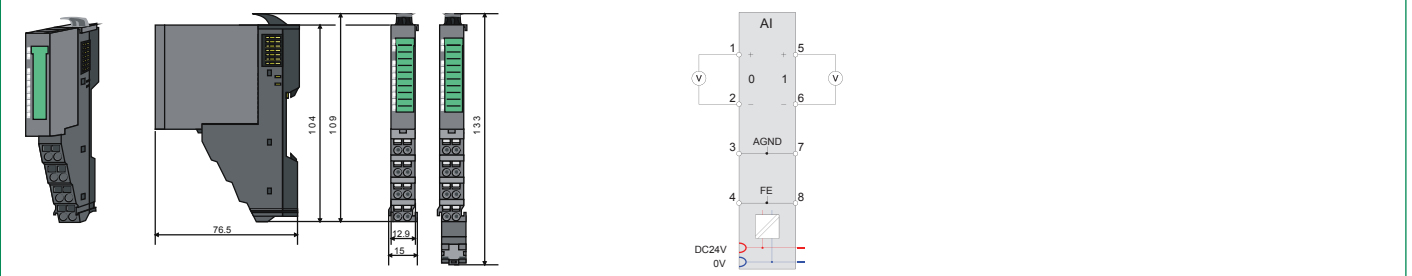 104
109
133
76.5
12.9
15
AI
1 + + 5
V 0 1 V
2 – – 6
3 AGND 7
4 FE 8
DC24V
0V